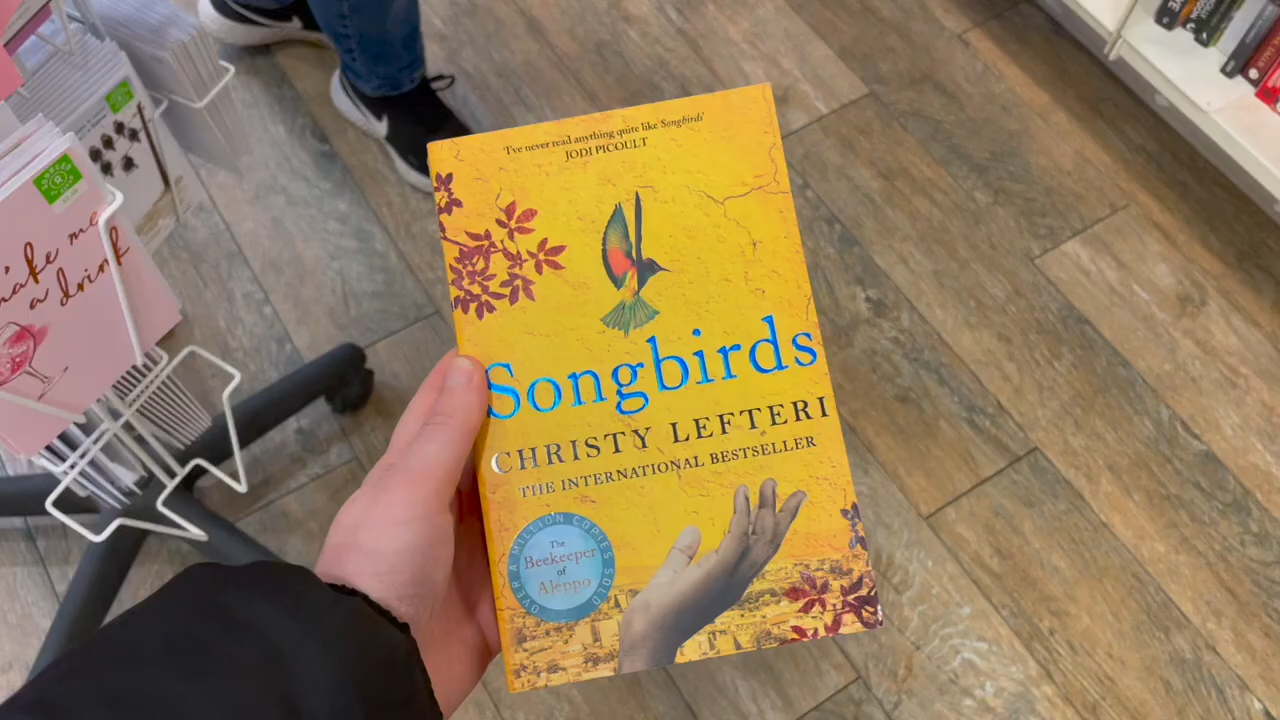 'I've never read anything quite like Songbirds'
JODI PICOULT
Songbirds
CHRISTY LEFTERI
THE INTERNATIONAL BESTSELLER
OVER A MILLION COPIES SOLD
The
Beekeeper
of
Aleppo
make me
a drink